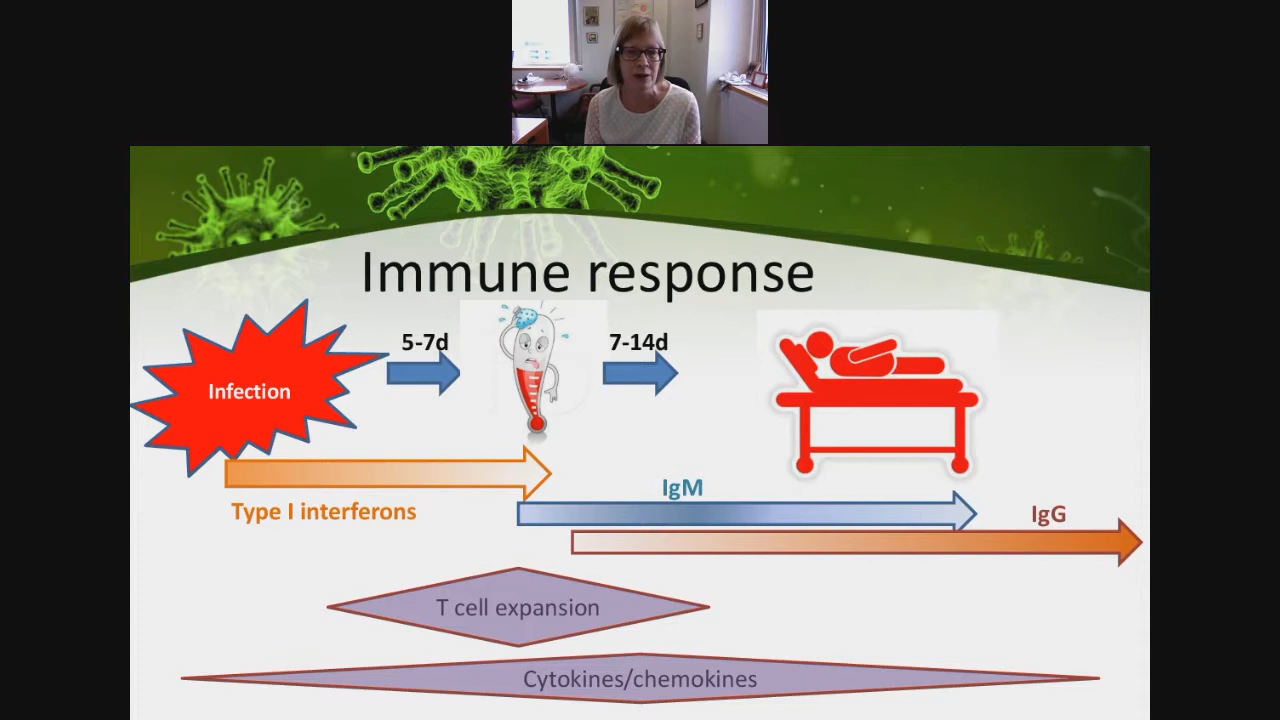 Immune response
5-7d
7-14d
Infection
IgM
Type I interferons
IgG
T cell expansion
Cytokines/chemokines